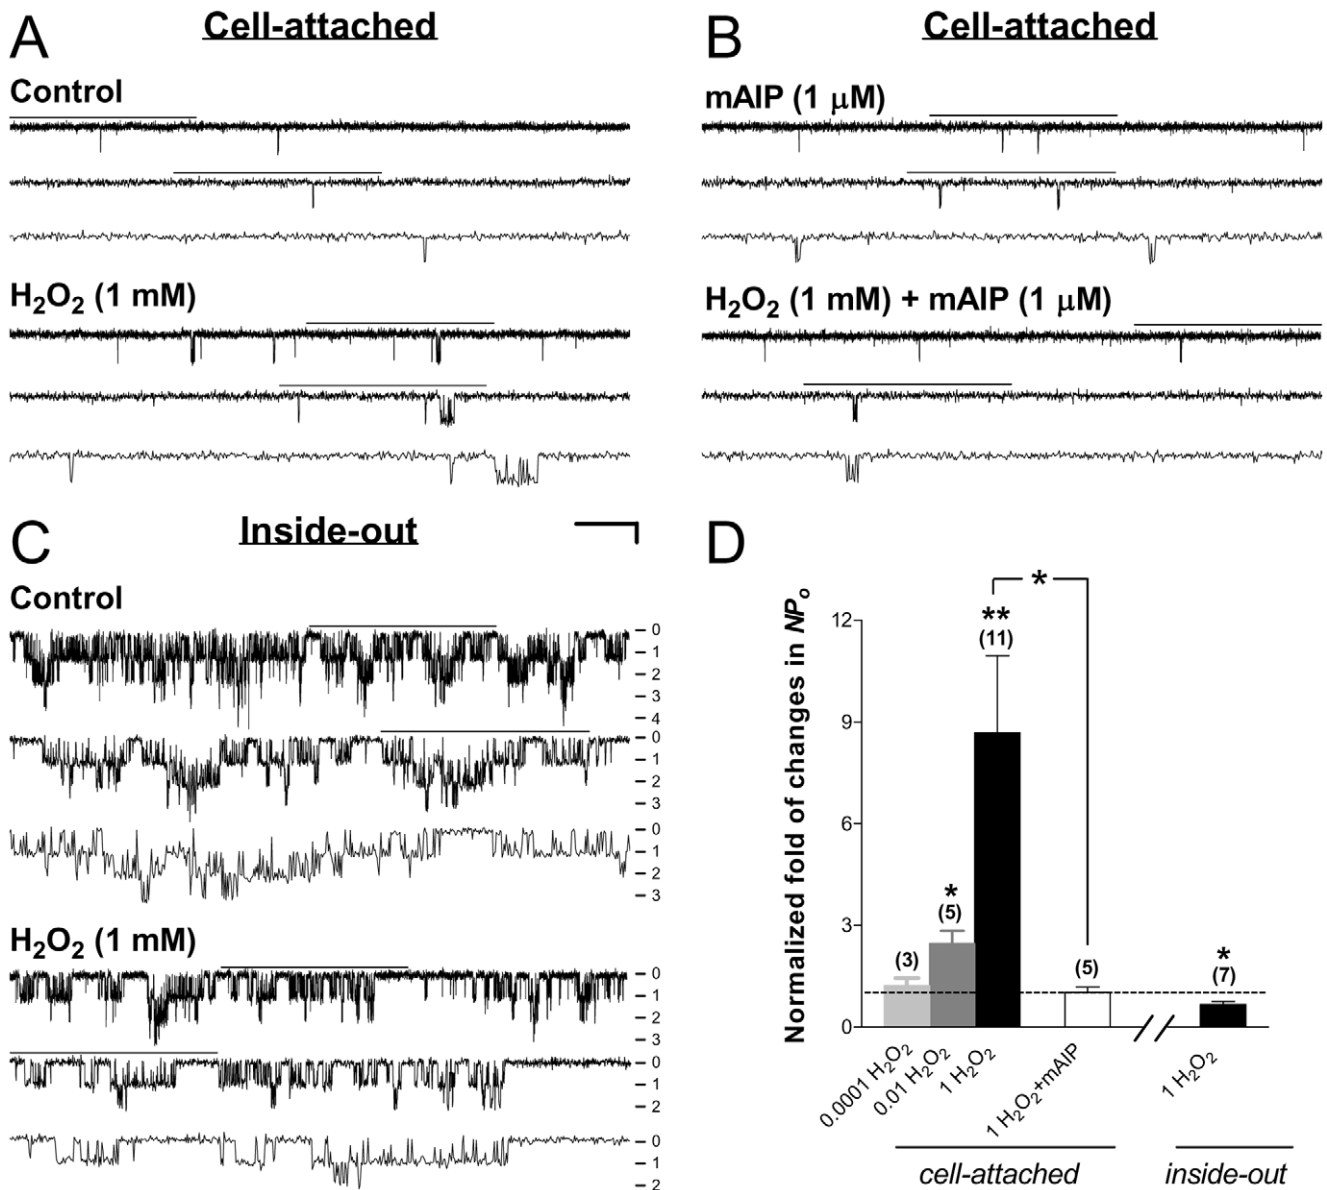 A
Cell-attached
Control
H₂O₂ (1 mM)
B
Cell-attached
mAIP (1 μM)
H₂O₂ (1 mM) + mAIP (1 μM)
C
Inside-out
Control
0
1
2
3
4
0
1
2
3
0
1
2
3
H₂O₂ (1 mM)
0
1
2
3
0
1
2
0
1
2
D
Normalized fold of changes in NPₒ
12
9
6
3
0
*
**
(11)
*
(5)
(3)
(5)
*
(7)
0.0001 H₂O₂
0.01 H₂O₂
1 H₂O₂
1 H₂O₂+mAIP
1 H₂O₂
cell-attached
inside-out